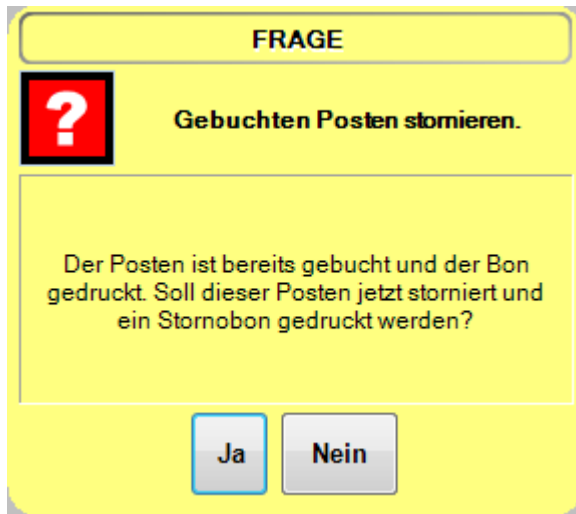 FRAGE
?
Gebuchten Posten stornieren.
Der Posten ist bereits gebucht und der Bon
gedruckt. Soll dieser Posten jetzt storniert und
ein Stornobon gedruckt werden?
Ja Nein